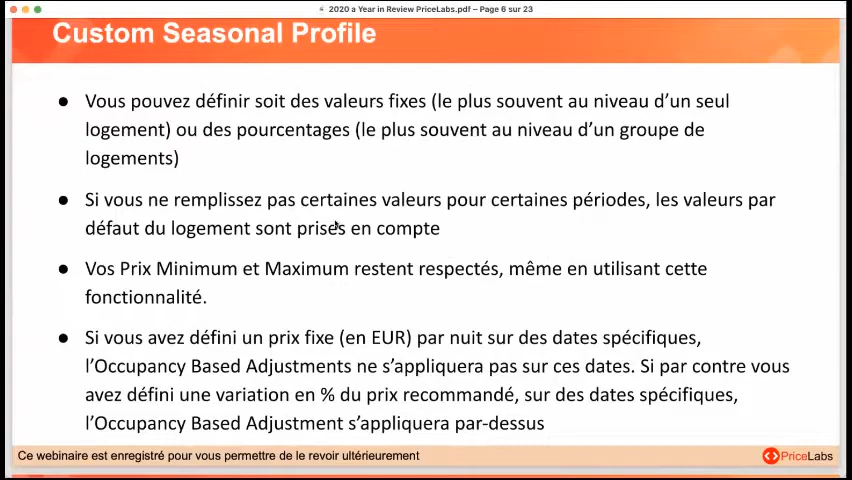 2020 a Year in Review PriceLabs.pdf – Page 6 sur 23
Custom Seasonal Profile
● Vous pouvez définir soit des valeurs fixes (le plus souvent au niveau d’un seul
logement) ou des pourcentages (le plus souvent au niveau d’un groupe de
logements)
● Si vous ne remplissez pas certaines valeurs pour certaines périodes, les valeurs par
défaut du logement sont prises en compte
● Vos Prix Minimum et Maximum restent respectés, même en utilisant cette
fonctionnalité.
● Si vous avez défini un prix fixe (en EUR) par nuit sur des dates spécifiques,
l’Occupancy Based Adjustments ne s’appliquera pas sur ces dates. Si par contre vous
avez défini une variation en % du prix recommandé, sur des dates spécifiques,
l’Occupancy Based Adjustment s’appliquera par-dessus
Ce webinaire est enregistré pour vous permettre de le revoir ultérieurement
PriceLabs